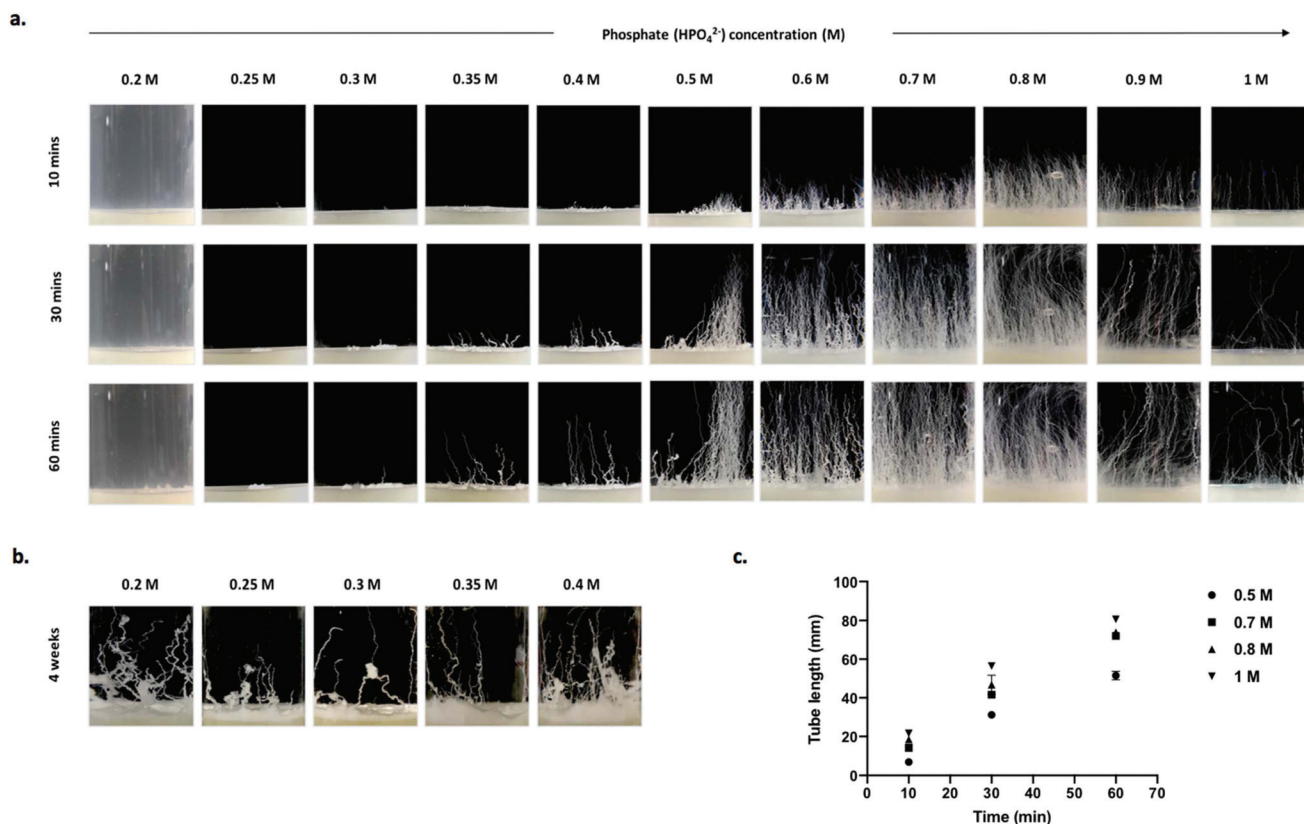 a.
Phosphate (HPO₄²⁻) concentration (M)
0.2 M 0.25 M 0.3 M 0.35 M 0.4 M 0.5 M 0.6 M 0.7 M 0.8 M 0.9 M 1 M
10 mins
30 mins
60 mins
b.
0.2 M 0.25 M 0.3 M 0.35 M 0.4 M
4 weeks
c.
100
80
60
40
20
0
Tube length (mm)
0 10 20 30 40 50 60 70
Time (min)
0.5 M
0.7 M
0.8 M
1 M